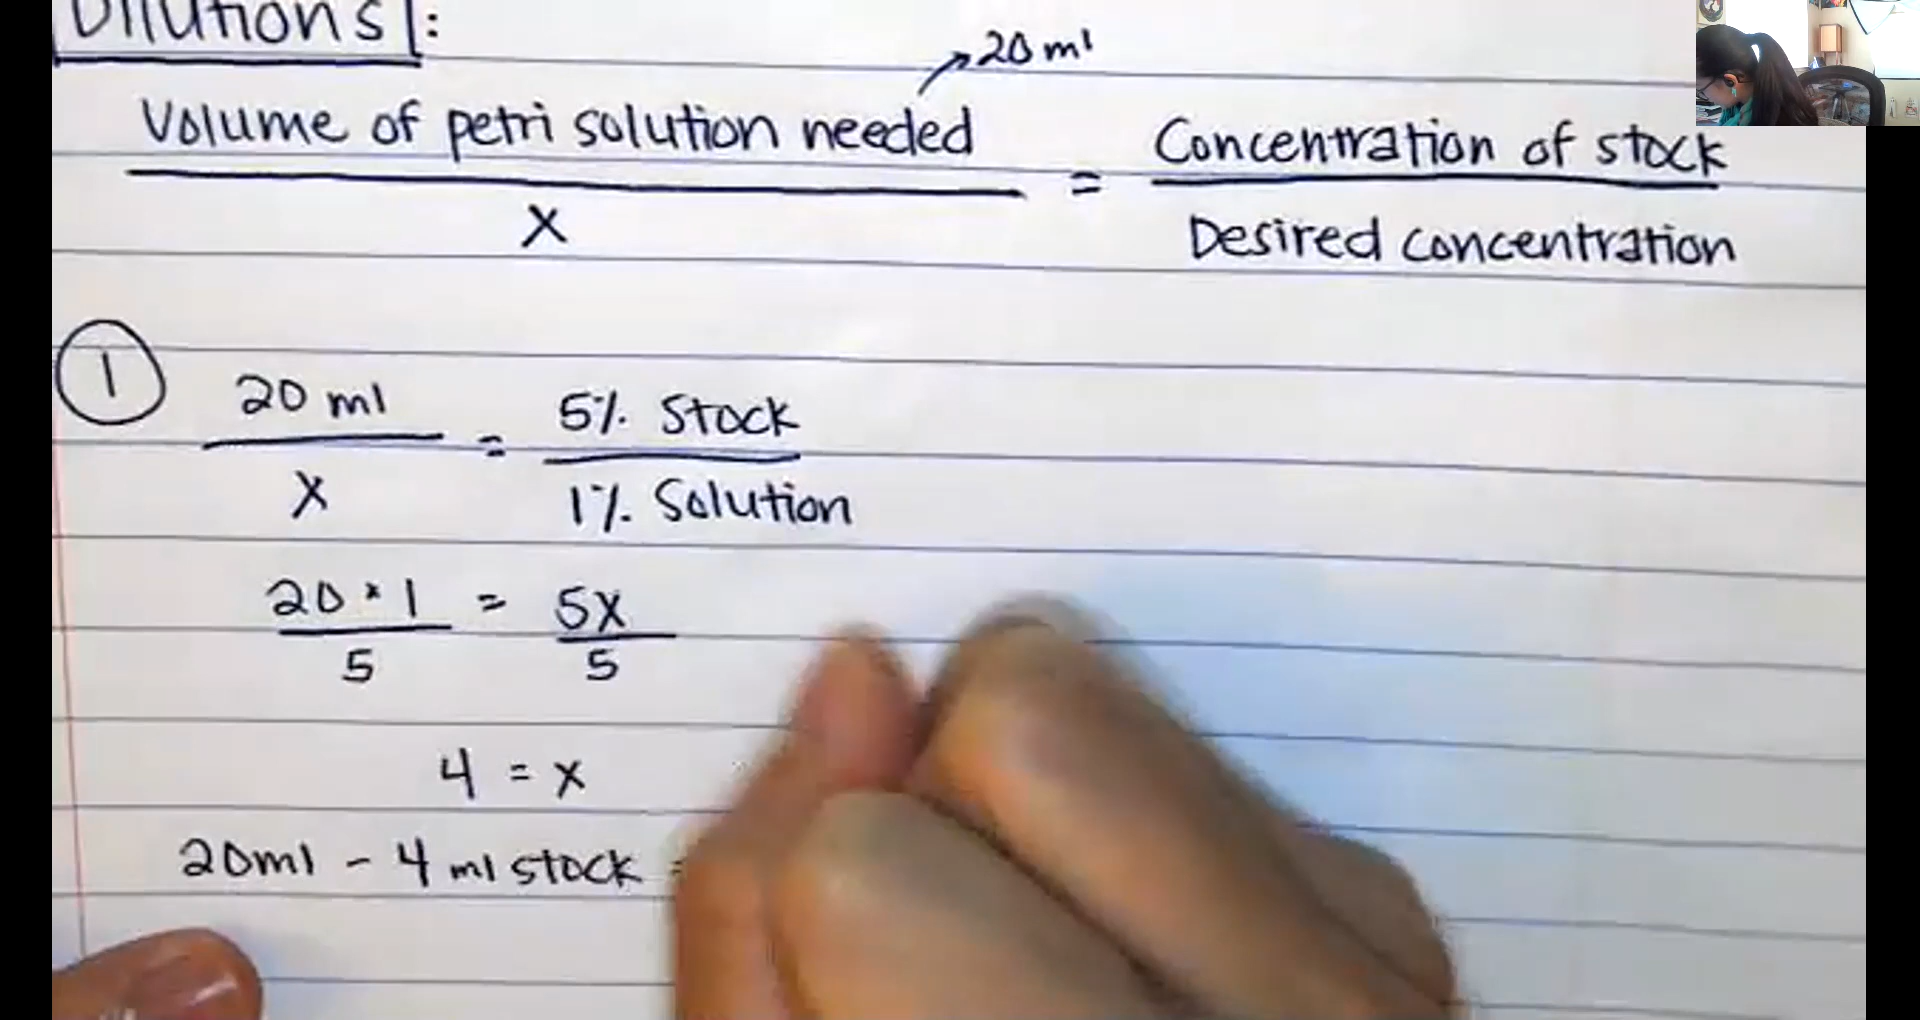 Dilutions:
→20 ml
Volume of petri solution needed = Concentration of stock
X Desired concentration
1
20 ml = 5% Stock
X 1% Solution
20 * 1 = 5X
5 5
4 = x
20ml - 4 ml stock =